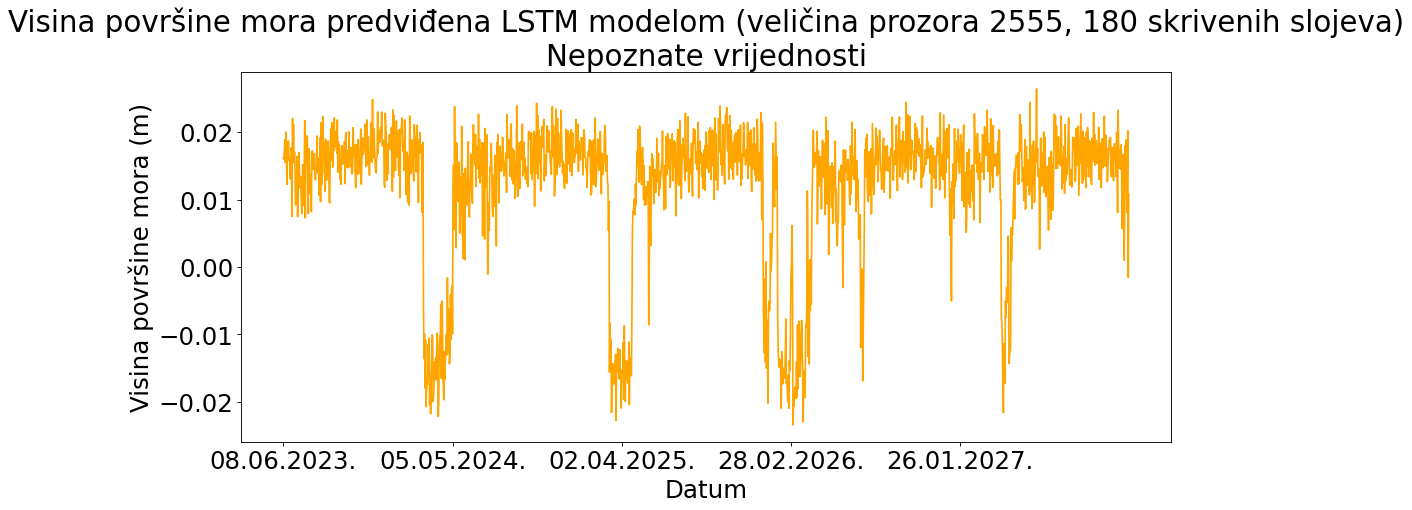 Visina površine mora predviđena LSTM modelom (veličina prozora 2555, 180 skrivenih slojeva)
Nepoznate vrijednosti
Visina površine mora (m)
0.02
0.01
0.00
−0.01
−0.02
08.06.2023. 05.05.2024. 02.04.2025. 28.02.2026. 26.01.2027.
Datum